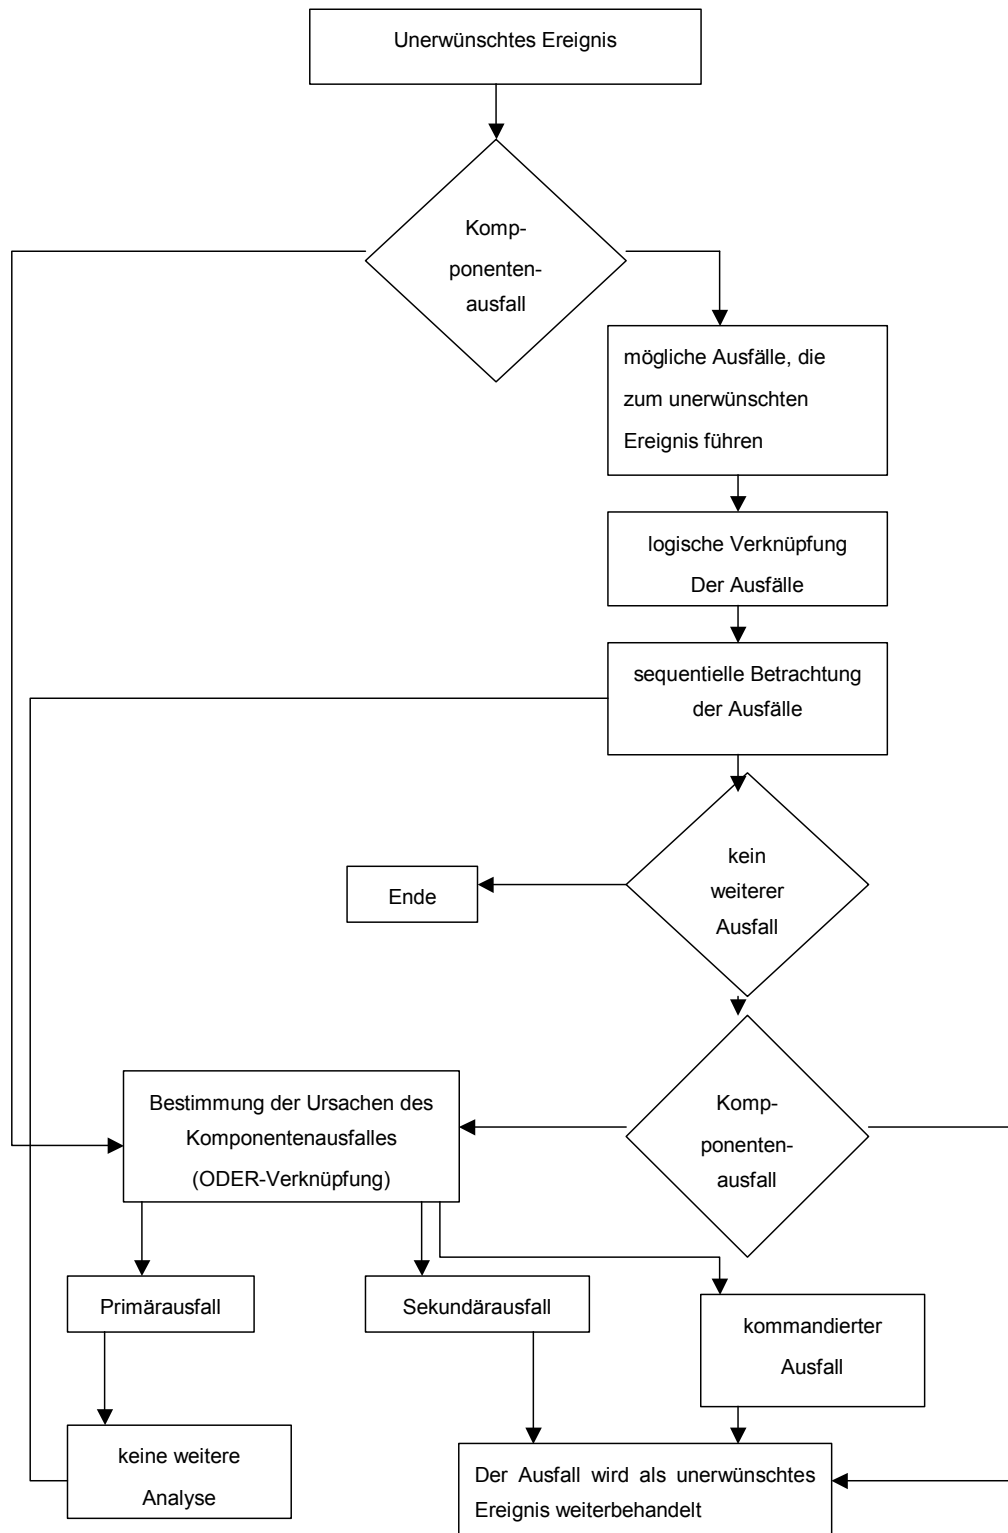 Unerwünschtes Ereignis
Komp-
ponenten-
ausfall
mögliche Ausfälle, die
zum unerwünschten
Ereignis führen
logische Verknüpfung
Der Ausfälle
sequentielle Betrachtung
der Ausfälle
kein
weiterer
Ausfall
Ende
Komp-
ponenten-
ausfall
Bestimmung der Ursachen des
Komponentenausfalles
(ODER-Verknüpfung)
Primärausfall
Sekundärausfall
kommandierter
Ausfall
keine weitere
Analyse
Der Ausfall wird als unerwünschtes
Ereignis weiterbehandelt